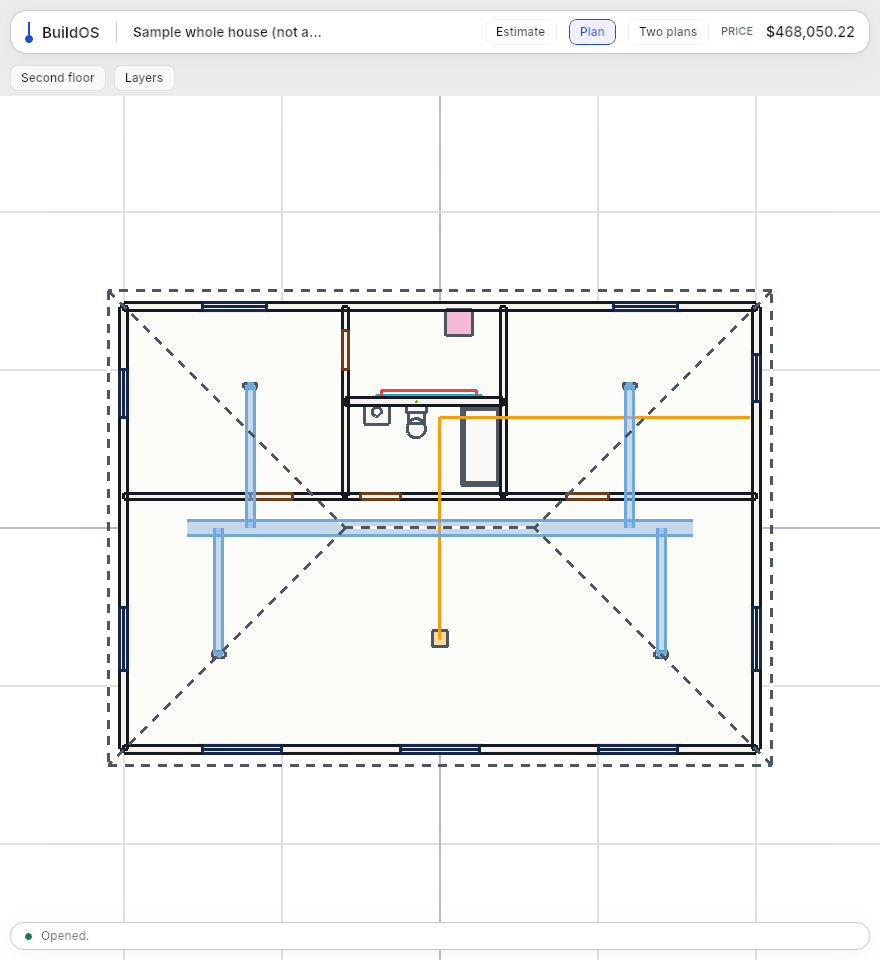 BuildOS
Sample whole house (not a...
Estimate
Plan
Two plans
PRICE
$468,050.22
Second floor
Layers
Opened.